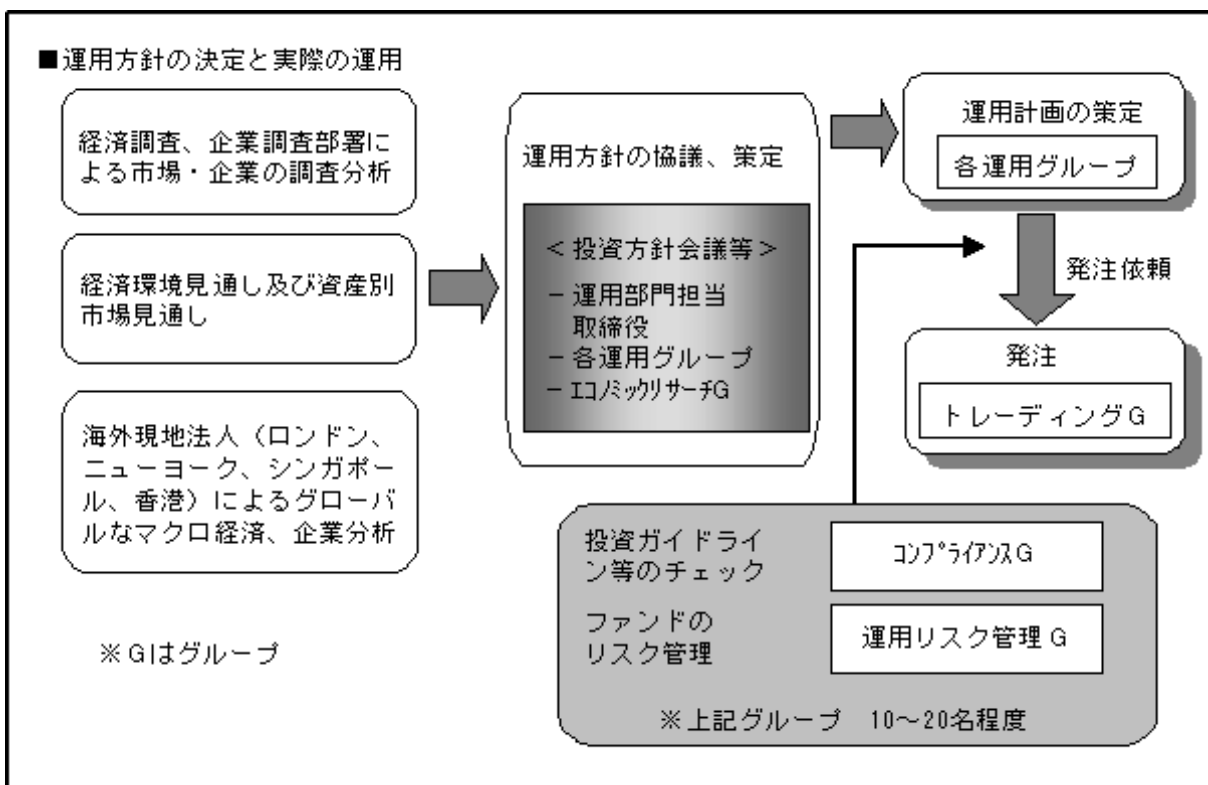 ■運用方針の決定と実際の運用
経済調査、企業調査部署に
よる市場・企業の調査分析
経済環境見通し及び資産別
市場見通し
海外現地法人（ロンドン、
ニューヨーク、シンガポー
ル、香港）によるグローバ
ルなマクロ経済、企業分析
※Gはグループ
運用方針の協議、策定
＜投資方針会議等＞
－運用部門担当
取締役
－各運用グループ
－ｴｺﾉﾐｯｸﾘｻｰﾁG
運用計画の策定
各運用グループ
発注依頼
発注
トレーディングG
投資ガイドライ
ン等のチェック
ｺﾝﾌﾟﾗｲｱﾝｽG
ファンドの
リスク管理
運用リスク管理G
※上記グループ　10～20名程度